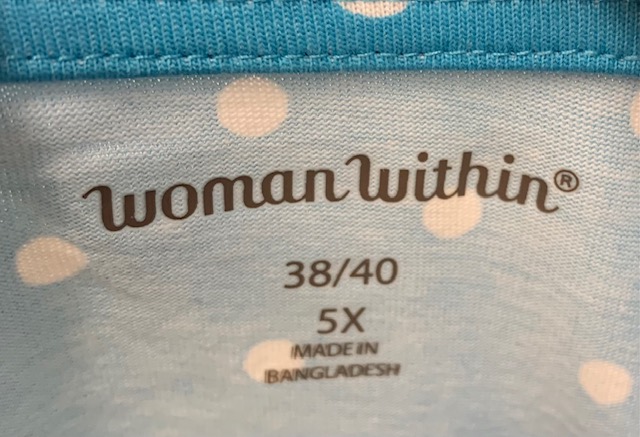 woman within®
38/40
5X
MADE IN
BANGLADESH